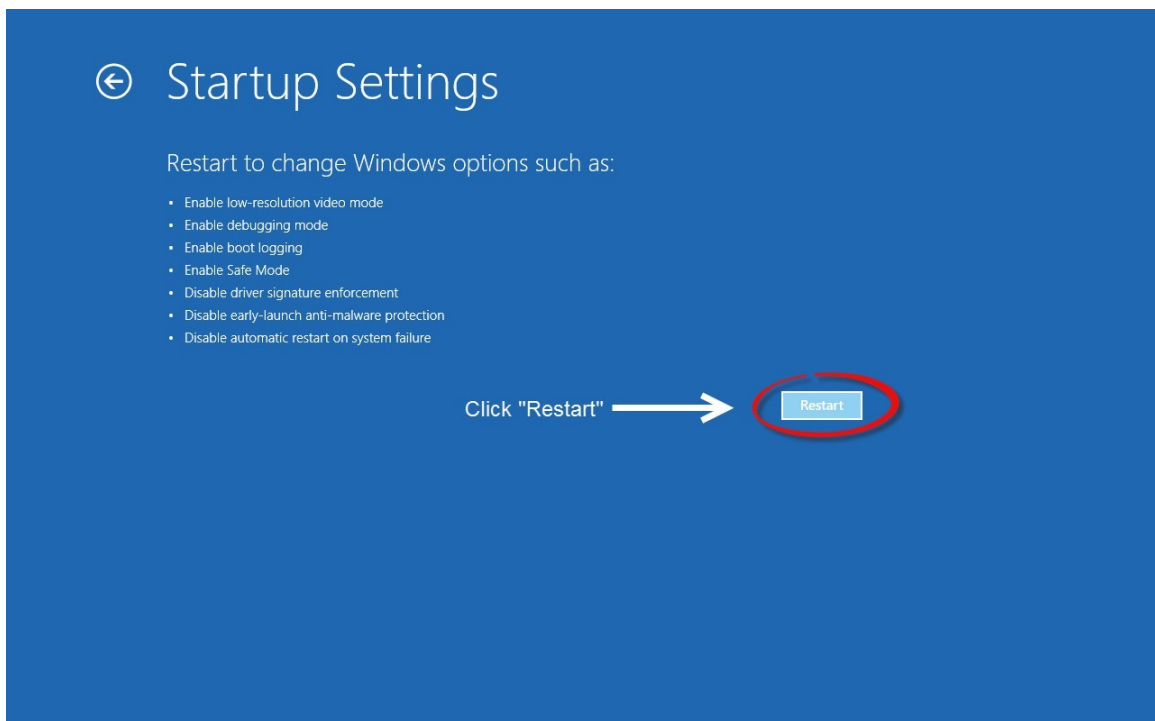 Startup Settings
Restart to change Windows options such as:
• Enable low-resolution video mode
• Enable debugging mode
• Enable boot logging
• Enable Safe Mode
• Disable driver signature enforcement
• Disable early-launch anti-malware protection
• Disable automatic restart on system failure
Click "Restart" Restart